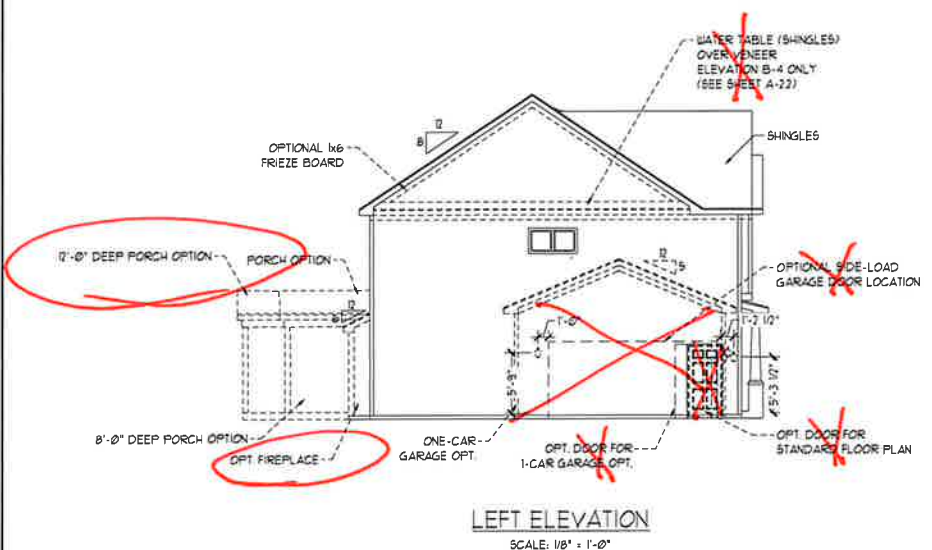 WATER TABLE (SHINGLES)
OVER VENEER
ELEVATION B-4 ONLY
(SEE SHEET A-22)
12
8
OPTIONAL 1x6
FRIEZE BOARD
SHINGLES
12'-0" DEEP PORCH OPTION
PORCH OPTION
12
5
OPTIONAL SIDE-LOAD
GARAGE DOOR LOCATION
12
1'-0"
1'-2 1/2"
5'-9"
5'-3 1/2"
8'-0" DEEP PORCH OPTION
OPT. FIREPLACE
ONE-CAR
GARAGE OPT.
OPT. DOOR FOR
1-CAR GARAGE OPT.
OPT. DOOR FOR
STANDARD FLOOR PLAN
LEFT ELEVATION
SCALE: 1/8" = 1'-0"